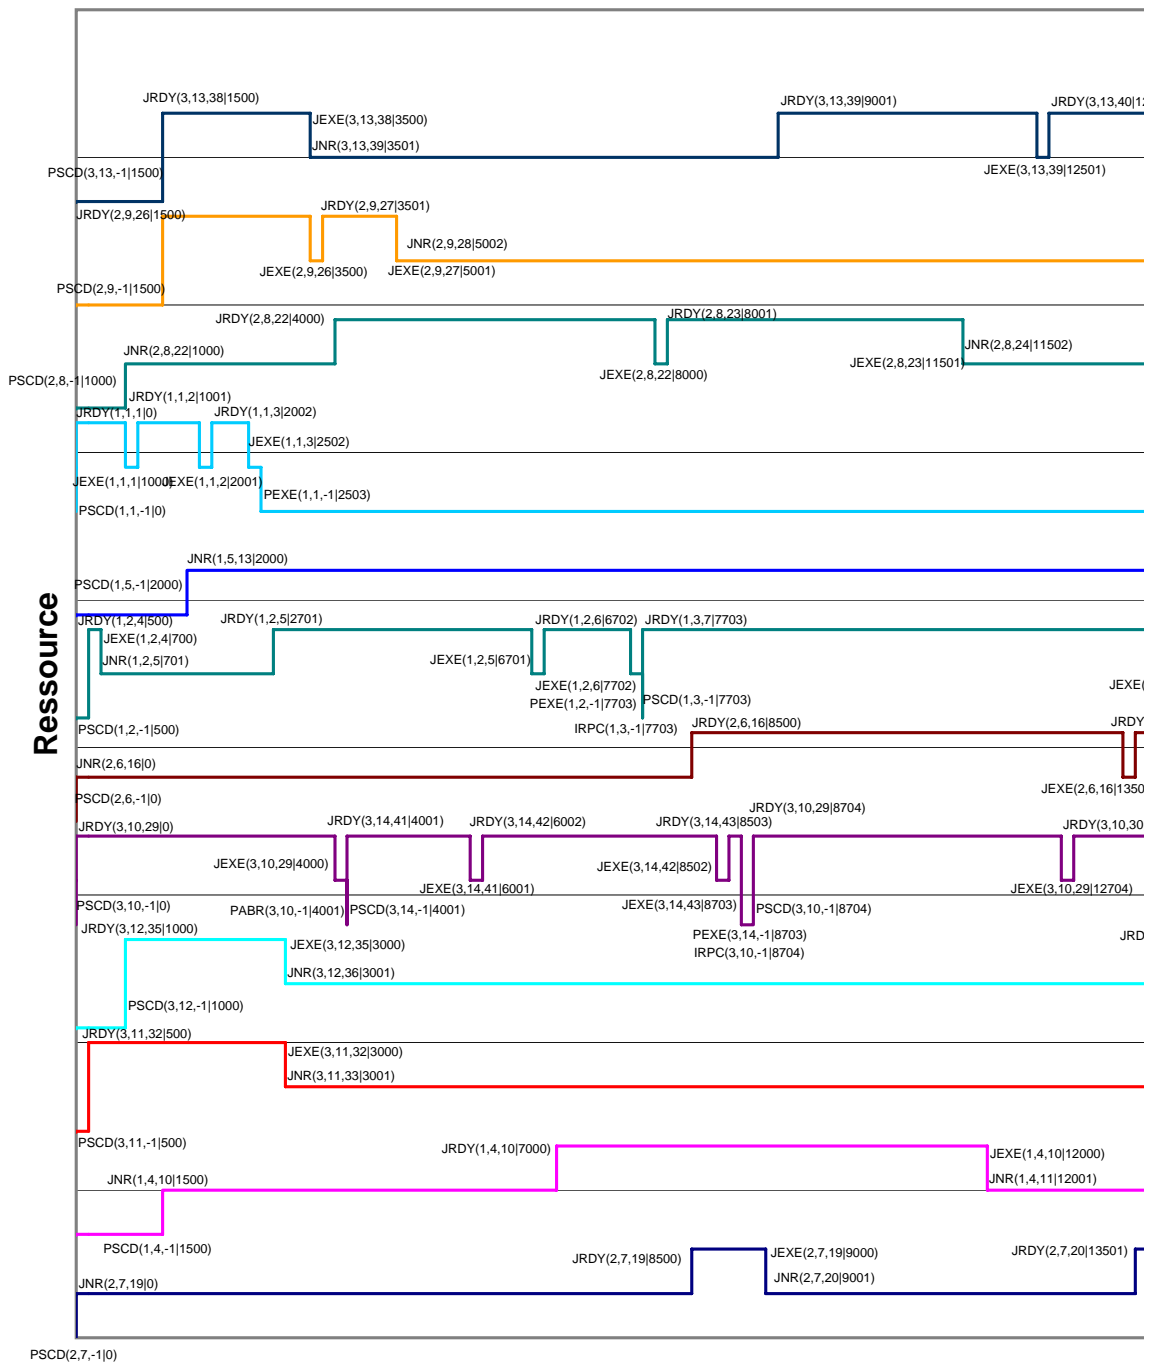 JRDY(3,13,38|1500)
JRDY(3,13,39|9001)
JRDY(3,13,40|12
JEXE(3,13,38|3500)
JNR(3,13,39|3501)
JEXE(3,13,39|12501)
PSCD(3,13,-1|1500)
JRDY(2,9,26|1500)
JRDY(2,9,27|3501)
JNR(2,9,28|5002)
JEXE(2,9,26|3500)
JEXE(2,9,27|5001)
PSCD(2,9,-1|1500)
JRDY(2,8,22|4000)
JRDY(2,8,23|8001)
JNR(2,8,22|1000)
JNR(2,8,24|11502)
JEXE(2,8,22|8000)
JEXE(2,8,23|11501)
PSCD(2,8,-1|1000)
JRDY(1,1,2|1001)
JRDY(1,1,1|0)
JRDY(1,1,3|2002)
JEXE(1,1,3|2502)
JEXE(1,1,1|1000)
JEXE(1,1,2|2001)
PEXE(1,1,-1|2503)
PSCD(1,1,-1|0)
JNR(1,5,13|2000)
PSCD(1,5,-1|2000)
Ressource
JRDY(1,2,4|500)
JRDY(1,2,5|2701)
JRDY(1,2,6|6702)
JRDY(1,3,7|7703)
JEXE(1,2,4|700)
JNR(1,2,5|701)
JEXE(1,2,5|6701)
JEXE(1,2,6|7702)
JEXE(
PEXE(1,2,-1|7703)
PSCD(1,3,-1|7703)
PSCD(1,2,-1|500)
IRPC(1,3,-1|7703)
JRDY(2,6,16|8500)
JRDY
JNR(2,6,16|0)
JEXE(2,6,16|1350
PSCD(2,6,-1|0)
JRDY(3,10,29|8704)
JRDY(3,10,29|0)
JRDY(3,14,41|4001)
JRDY(3,14,42|6002)
JRDY(3,14,43|8503)
JRDY(3,10,30
JEXE(3,10,29|4000)
JEXE(3,14,42|8502)
JEXE(3,14,41|6001)
JEXE(3,10,29|12704)
PSCD(3,10,-1|0)
PABR(3,10,-1|4001)
PSCD(3,14,-1|4001)
JEXE(3,14,43|8703)
PSCD(3,10,-1|8704)
JRDY(3,12,35|1000)
PEXE(3,14,-1|8703)
JRD
JEXE(3,12,35|3000)
IRPC(3,10,-1|8704)
JNR(3,12,36|3001)
PSCD(3,12,-1|1000)
JRDY(3,11,32|500)
JEXE(3,11,32|3000)
JNR(3,11,33|3001)
PSCD(3,11,-1|500)
JRDY(1,4,10|7000)
JEXE(1,4,10|12000)
JNR(1,4,10|1500)
JNR(1,4,11|12001)
PSCD(1,4,-1|1500)
JRDY(2,7,19|8500)
JEXE(2,7,19|9000)
JRDY(2,7,20|13501)
JNR(2,7,19|0)
JNR(2,7,20|9001)
PSCD(2,7,-1|0)